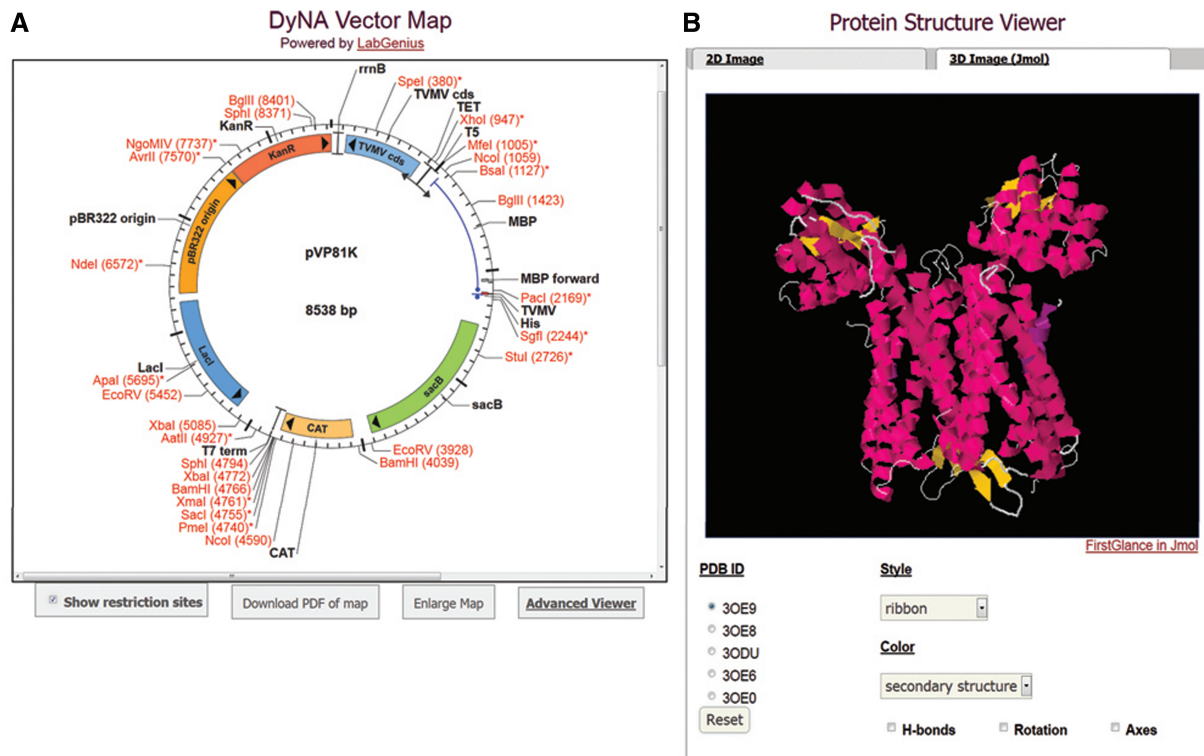 A
DyNA Vector Map
Powered by LabGenius
rrnB
SpeI (380)*
TVMV cds
TET
XhoI (947)*
T5
MfeI (1005)*
NcoI (1059)
BsaI (1127)*
BglII (1423)
MBP
MBP forward
PacI (2169)*
TVMV
His
SgfI (2244)*
StuI (2726)*
sacB
EcoRV (3928)
BamHI (4039)
CAT
NcoI (4590)
PmeI (4740)*
SacI (4755)*
XmaI (4761)*
BamHI (4766)
XbaI (4772)
SphI (4794)
T7 term
AatII (4927)*
XbaI (5085)
EcoRV (5452)
ApaI (5695)*
LacI
NdeI (6572)*
pBR322 origin
AvrII (7570)*
NgoMIV (7737)*
KanR
SphI (8371)
BglII (8401)
KanR
TVMV cds
pBR322 origin
LacI
CAT
sacB
pVP81K
8538 bp
Show restriction sites
Download PDF of map
Enlarge Map
Advanced Viewer
B
Protein Structure Viewer
2D Image
3D Image (Jmol)
FirstGlance in Jmol
PDB ID
3OE9
3OE8
3ODU
3OE6
3OE0
Reset
Style
ribbon
Color
secondary structure
H-bonds
Rotation
Axes